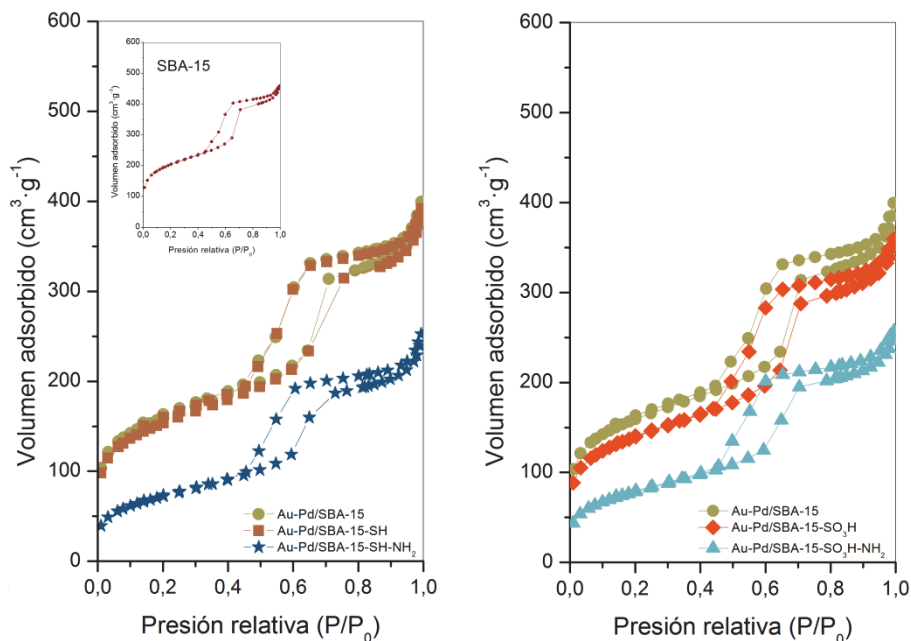 600
500
400
300
200
100
0
Volumen adsorbido (cm³·g⁻¹)
0,0 0,2 0,4 0,6 0,8 1,0
Presión relativa (P/P₀)
SBA-15
600
500
400
300
200
100
0
Volumen adsorbido (cm³·g⁻¹)
0,0 0,2 0,4 0,6 0,8 1,0
Presión relativa (P/P₀)
Au-Pd/SBA-15
Au-Pd/SBA-15-SH
Au-Pd/SBA-15-SH-NH₂
600
500
400
300
200
100
0
Volumen adsorbido (cm³·g⁻¹)
0,0 0,2 0,4 0,6 0,8 1,0
Presión relativa (P/P₀)
Au-Pd/SBA-15
Au-Pd/SBA-15-SO₃H
Au-Pd/SBA-15-SO₃H-NH₂